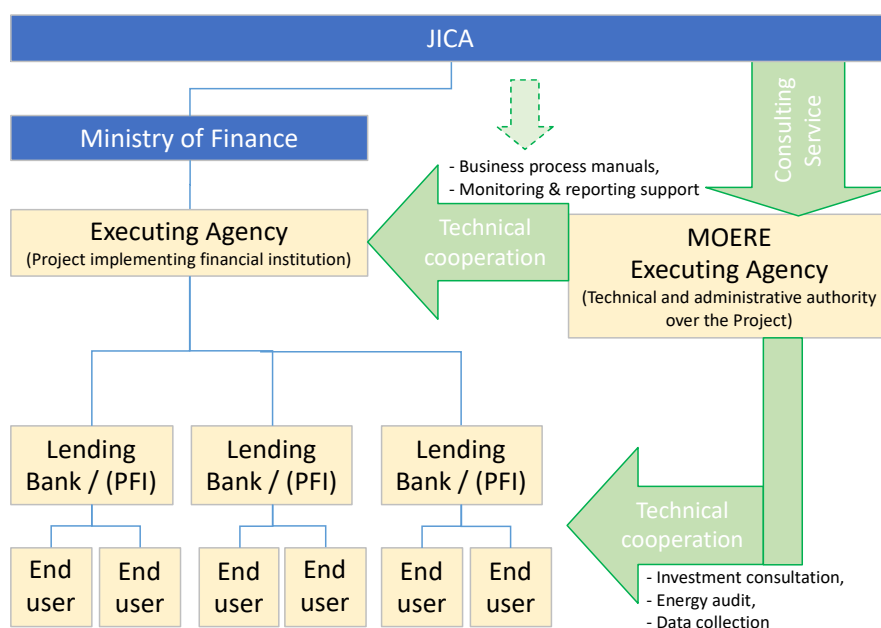 JICA
Ministry of Finance
Consulting
Service
- Business process manuals,
- Monitoring & reporting support
Executing Agency
(Project implementing financial institution)
Technical
cooperation
MOERE
Executing Agency
(Technical and administrative authority
over the Project)
Lending
Bank / (PFI)
Lending
Bank / (PFI)
Lending
Bank / (PFI)
Technical
cooperation
End
user
End
user
End
user
End
user
End
user
End
user
- Investment consultation,
- Energy audit,
- Data collection